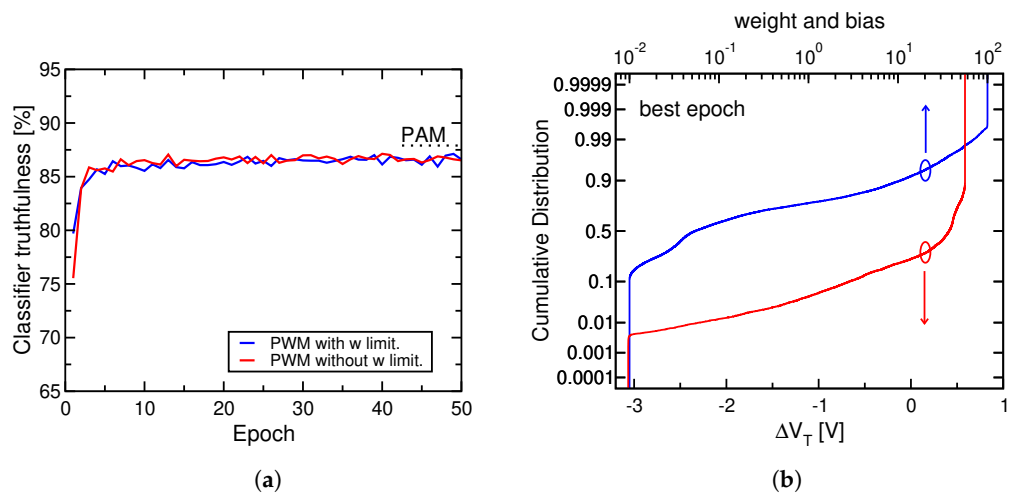 95
90
85
80
75
70
65
Classifier truthfulness [%]
PAM
PWM with w limit.
PWM without w limit.
0 10 20 30 40 50
Epoch
(a)
weight and bias
10^-2 10^-1 10^0 10^1 10^2
0.9999
0.999
0.99
0.9
0.5
0.1
0.01
0.001
0.0001
Cumulative Distribution
best epoch
-3 -2 -1 0 1
ΔV_T [V]
(b)